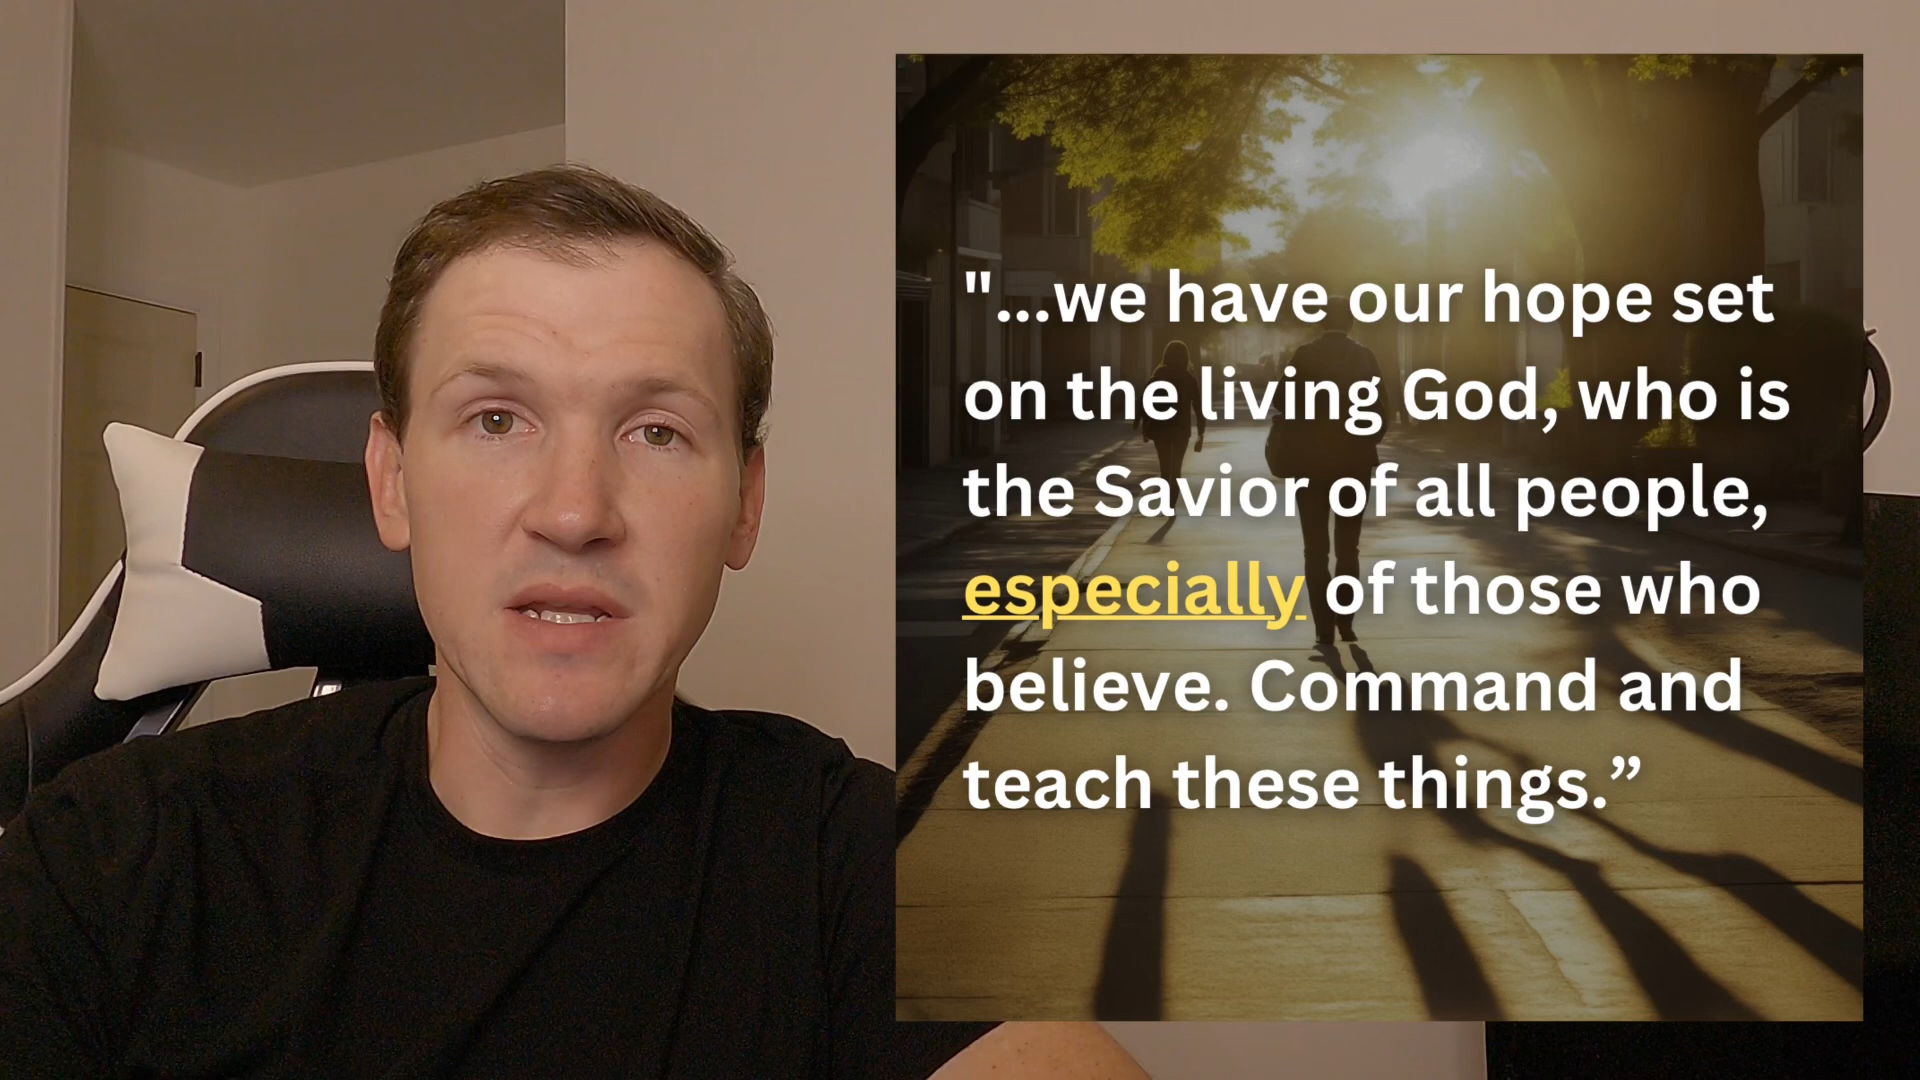 "...we have our hope set
on the living God, who is
the Savior of all people,
especially of those who
believe. Command and
teach these things.”